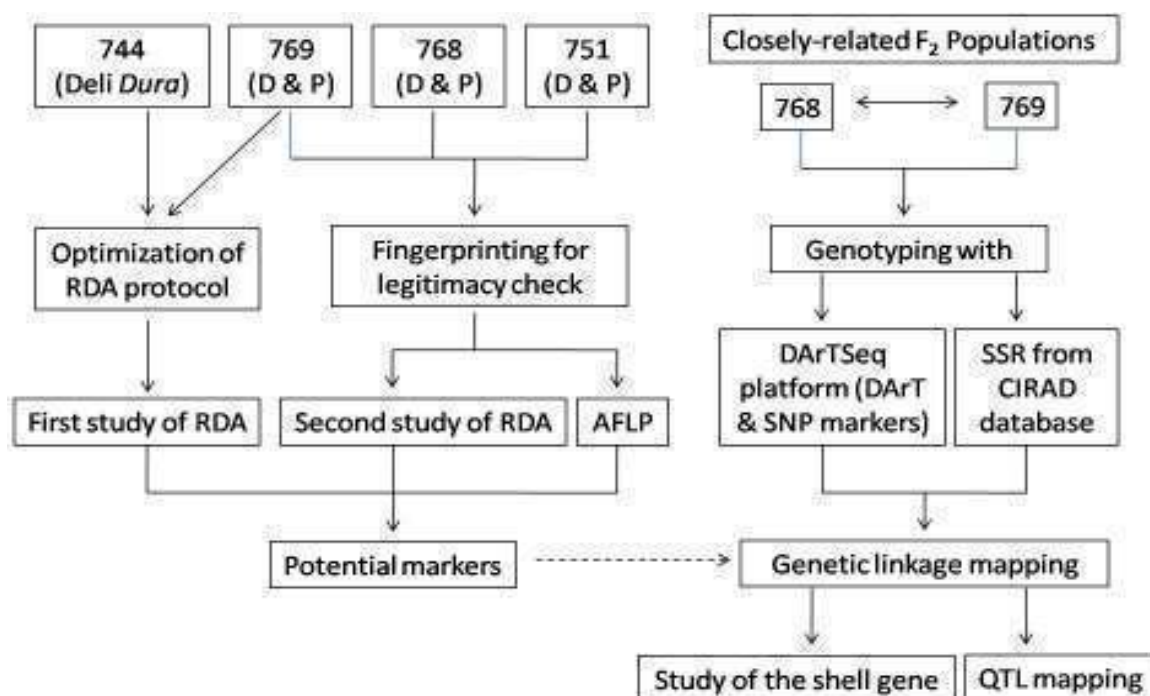 744
(Deli Dura)
769
(D & P)
768
(D & P)
751
(D & P)
Closely-related F₂ Populations
768
769
Optimization of
RDA protocol
Fingerprinting for
legitimacy check
Genotyping with
First study of RDA
Second study of RDA
AFLP
DArTSeq
platform (DArT
& SNP markers)
SSR from
CIRAD
database
Potential markers
Genetic linkage mapping
Study of the shell gene
QTL mapping